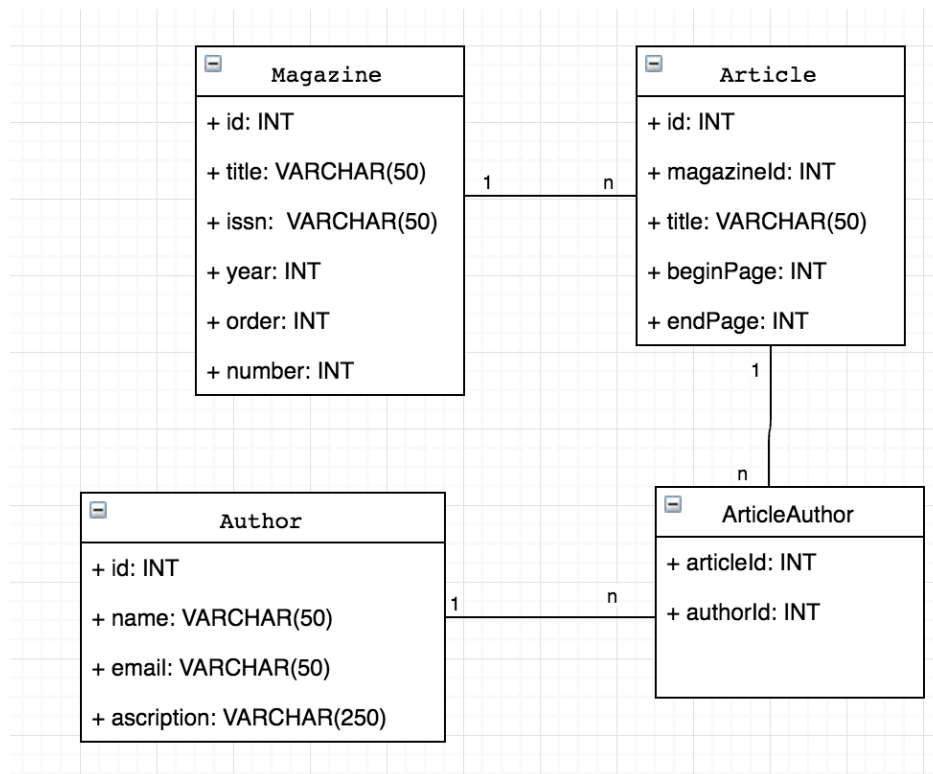 Magazine
+ id: INT
+ title: VARCHAR(50)
+ issn:  VARCHAR(50)
+ year: INT
+ order: INT
+ number: INT
1
n
Article
+ id: INT
+ magazineId: INT
+ title: VARCHAR(50)
+ beginPage: INT
+ endPage: INT
1
n
Author
+ id: INT
+ name: VARCHAR(50)
+ email: VARCHAR(50)
+ ascription: VARCHAR(250)
1
n
ArticleAuthor
+ articleId: INT
+ authorId: INT